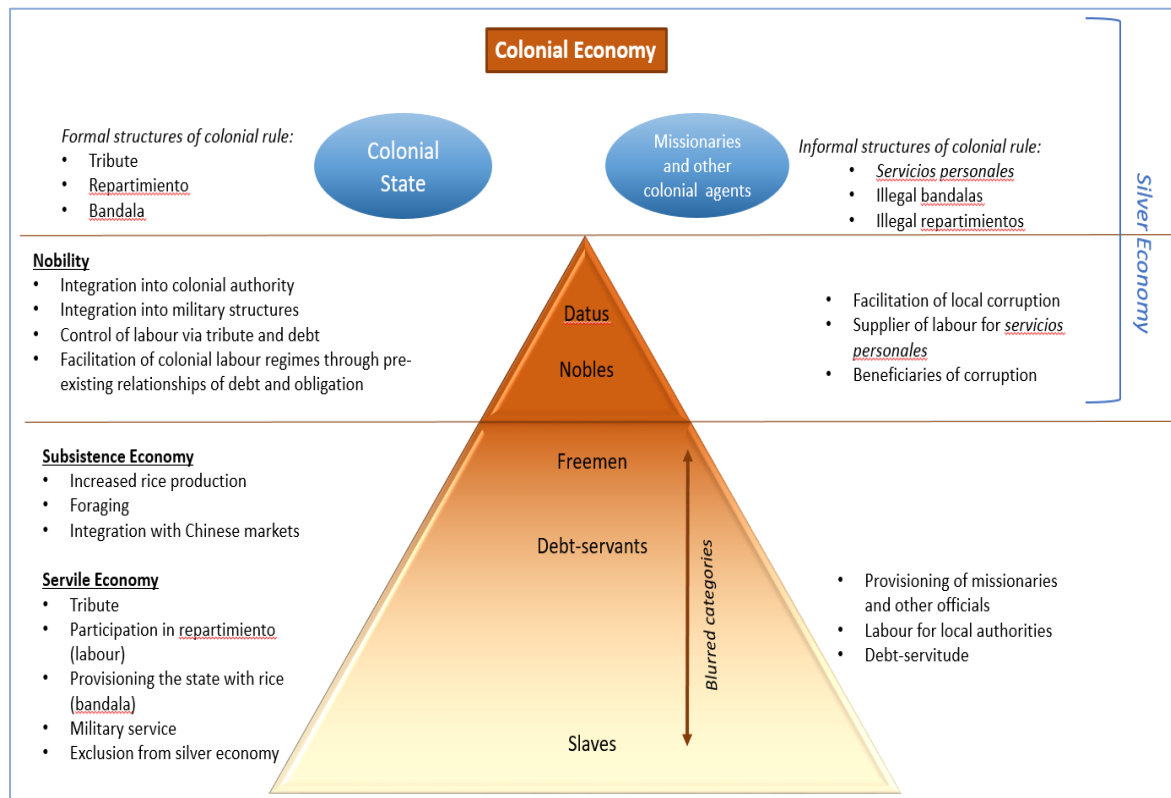 Colonial Economy
Formal structures of colonial rule:
• Tribute
• Repartimiento
• Bandala
Colonial
State
Missionaries
and other
colonial agents
Informal structures of colonial rule:
• Servicios personales
• Illegal bandalas
• Illegal repartimientos
Silver Economy
Nobility
• Integration into colonial authority
• Integration into military structures
• Control of labour via tribute and debt
• Facilitation of colonial labour regimes through pre-
existing relationships of debt and obligation
Datus
Nobles
• Facilitation of local corruption
• Supplier of labour for servicios
personales
• Beneficiaries of corruption
Subsistence Economy
• Increased rice production
• Foraging
• Integration with Chinese markets
Servile Economy
• Tribute
• Participation in repartimiento
(labour)
• Provisioning the state with rice
(bandala)
• Military service
• Exclusion from silver economy
Freemen
Debt-servants
Slaves
Blurred categories
• Provisioning of missionaries
and other officials
• Labour for local authorities
• Debt-servitude